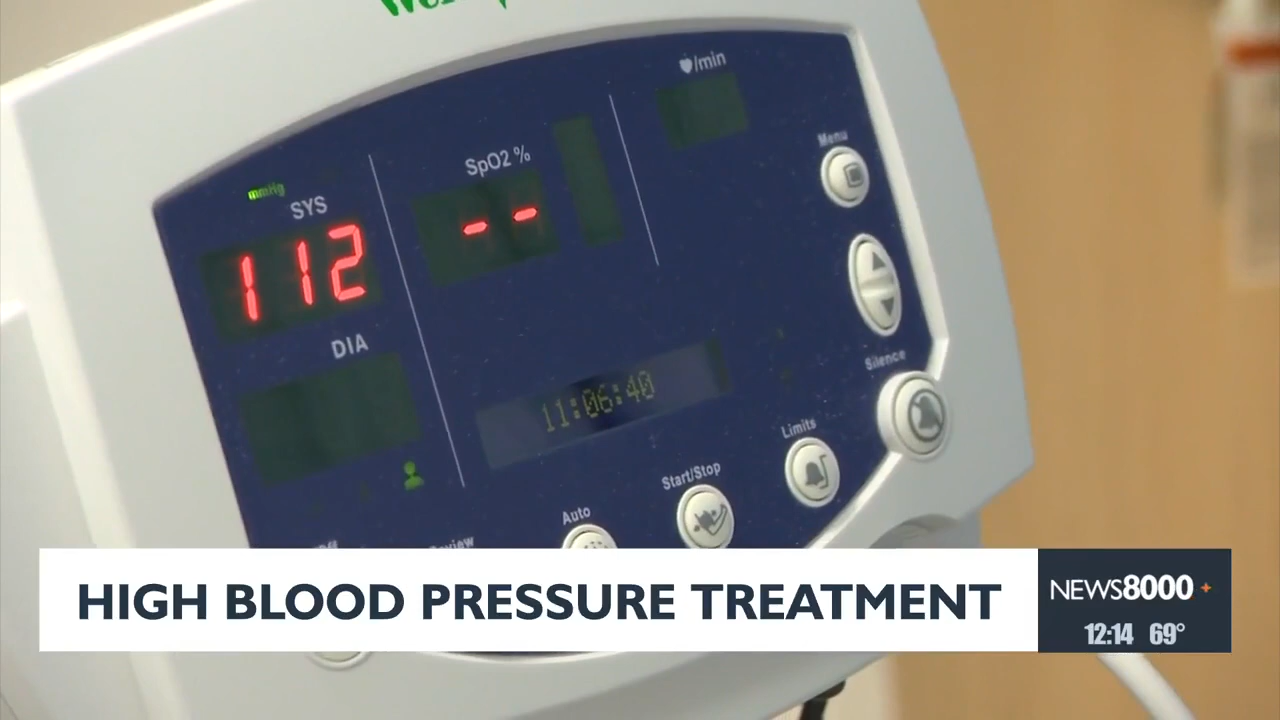 mmHg
SYS
112
DIA
SpO2 %
--
/min
11:06:40
Menu
Silence
Limits
Start/Stop
Auto
HIGH BLOOD PRESSURE TREATMENT
NEWS8000
12:14 69°